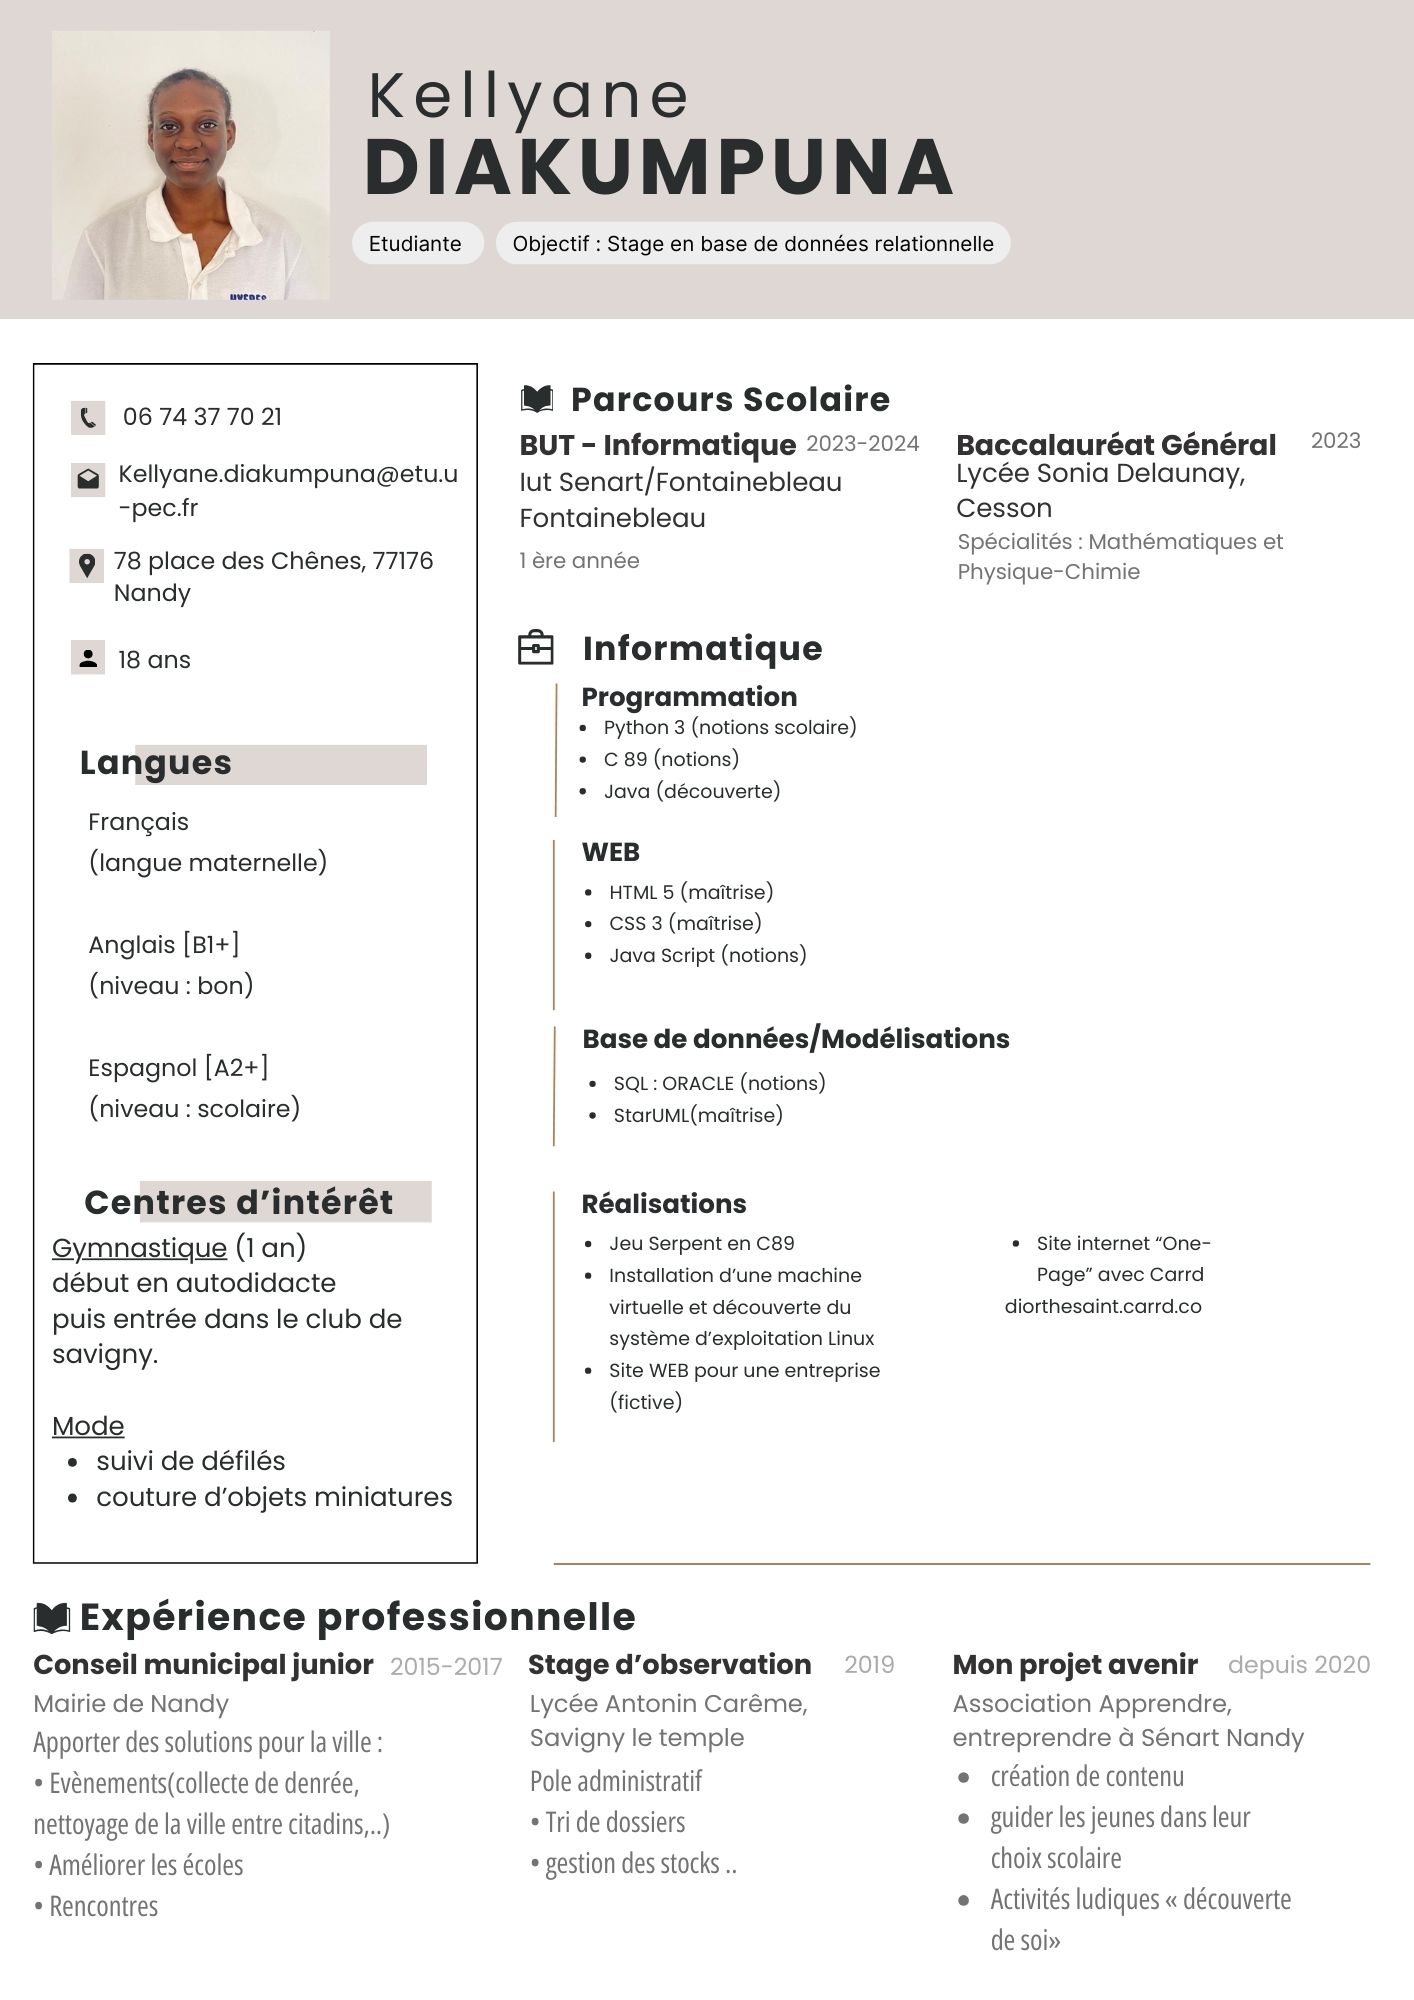 Kellyane
DIAKUMPUNA
Etudiante
Objectif : Stage en base de données relationnelle
HYERES
06 74 37 70 21
Kellyane.diakumpuna@etu.u
-pec.fr
78 place des Chênes, 77176
Nandy
18 ans
Langues
Français
(langue maternelle)
Anglais [B1+]
(niveau : bon)
Espagnol [A2+]
(niveau : scolaire)
Centres d’intérêt
Gymnastique (1 an)
début en autodidacte
puis entrée dans le club de
savigny.
Mode
• suivi de défilés
• couture d’objets miniatures
Parcours Scolaire
BUT - Informatique 2023-2024
Iut Senart/Fontainebleau
Fontainebleau
1 ère année
Baccalauréat Général 2023
Lycée Sonia Delaunay,
Cesson
Spécialités : Mathématiques et
Physique-Chimie
Informatique
Programmation
• Python 3 (notions scolaire)
• C 89 (notions)
• Java (découverte)
WEB
• HTML 5 (maîtrise)
• CSS 3 (maîtrise)
• Java Script (notions)
Base de données/Modélisations
• SQL : ORACLE (notions)
• StarUML(maîtrise)
Réalisations
• Jeu Serpent en C89
• Installation d’une machine
virtuelle et découverte du
système d’exploitation Linux
• Site WEB pour une entreprise
(fictive)
• Site internet “One-
Page” avec Carrd
diorthesaint.carrd.co
Expérience professionnelle
Conseil municipal junior 2015-2017
Mairie de Nandy
Apporter des solutions pour la ville :
• Evènements(collecte de denrée,
nettoyage de la ville entre citadins,..)
• Améliorer les écoles
• Rencontres
Stage d’observation 2019
Lycée Antonin Carême,
Savigny le temple
Pole administratif
• Tri de dossiers
• gestion des stocks ..
Mon projet avenir depuis 2020
Association Apprendre,
entreprendre à Sénart Nandy
• création de contenu
• guider les jeunes dans leur
choix scolaire
• Activités ludiques « découverte
de soi»